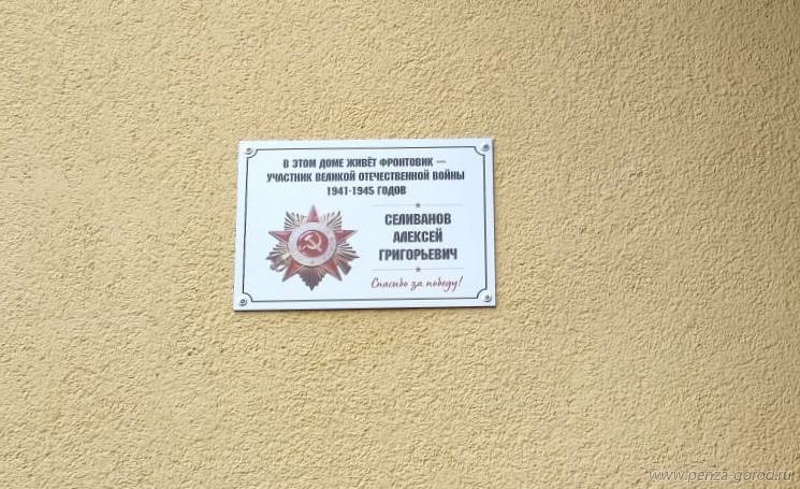 В ЭТОМ ДОМЕ ЖИВЁТ ФРОНТОВИК —
УЧАСТНИК ВЕЛИКОЙ ОТЕЧЕСТВЕННОЙ ВОЙНЫ
1941-1945 ГОДОВ
СЕЛИВАНОВ
АЛЕКСЕЙ
ГРИГОРЬЕВИЧ
Спасибо за победу!
www.penza-gorod.ru